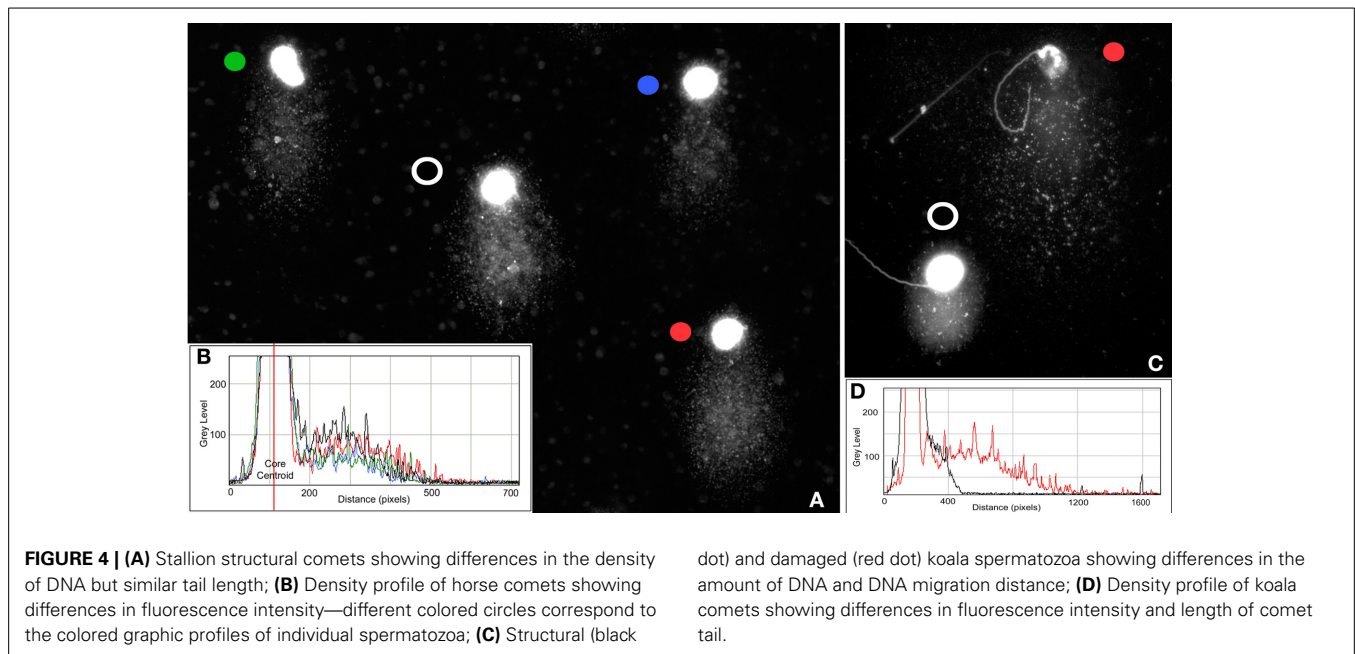 A
B
200
100
Grey Level
Core
Centroid
0 200 500 700
Distance (pixels)
C
D
200
100
Grey Level
0 400 1200 1600
Distance (pixels)
FIGURE 4 | (A) Stallion structural comets showing differences in the density
of DNA but similar tail length; (B) Density profile of horse comets showing
differences in fluorescence intensity—different colored circles correspond to
the colored graphic profiles of individual spermatozoa; (C) Structural (black
dot) and damaged (red dot) koala spermatozoa showing differences in the
amount of DNA and DNA migration distance; (D) Density profile of koala
comets showing differences in fluorescence intensity and length of comet
tail.